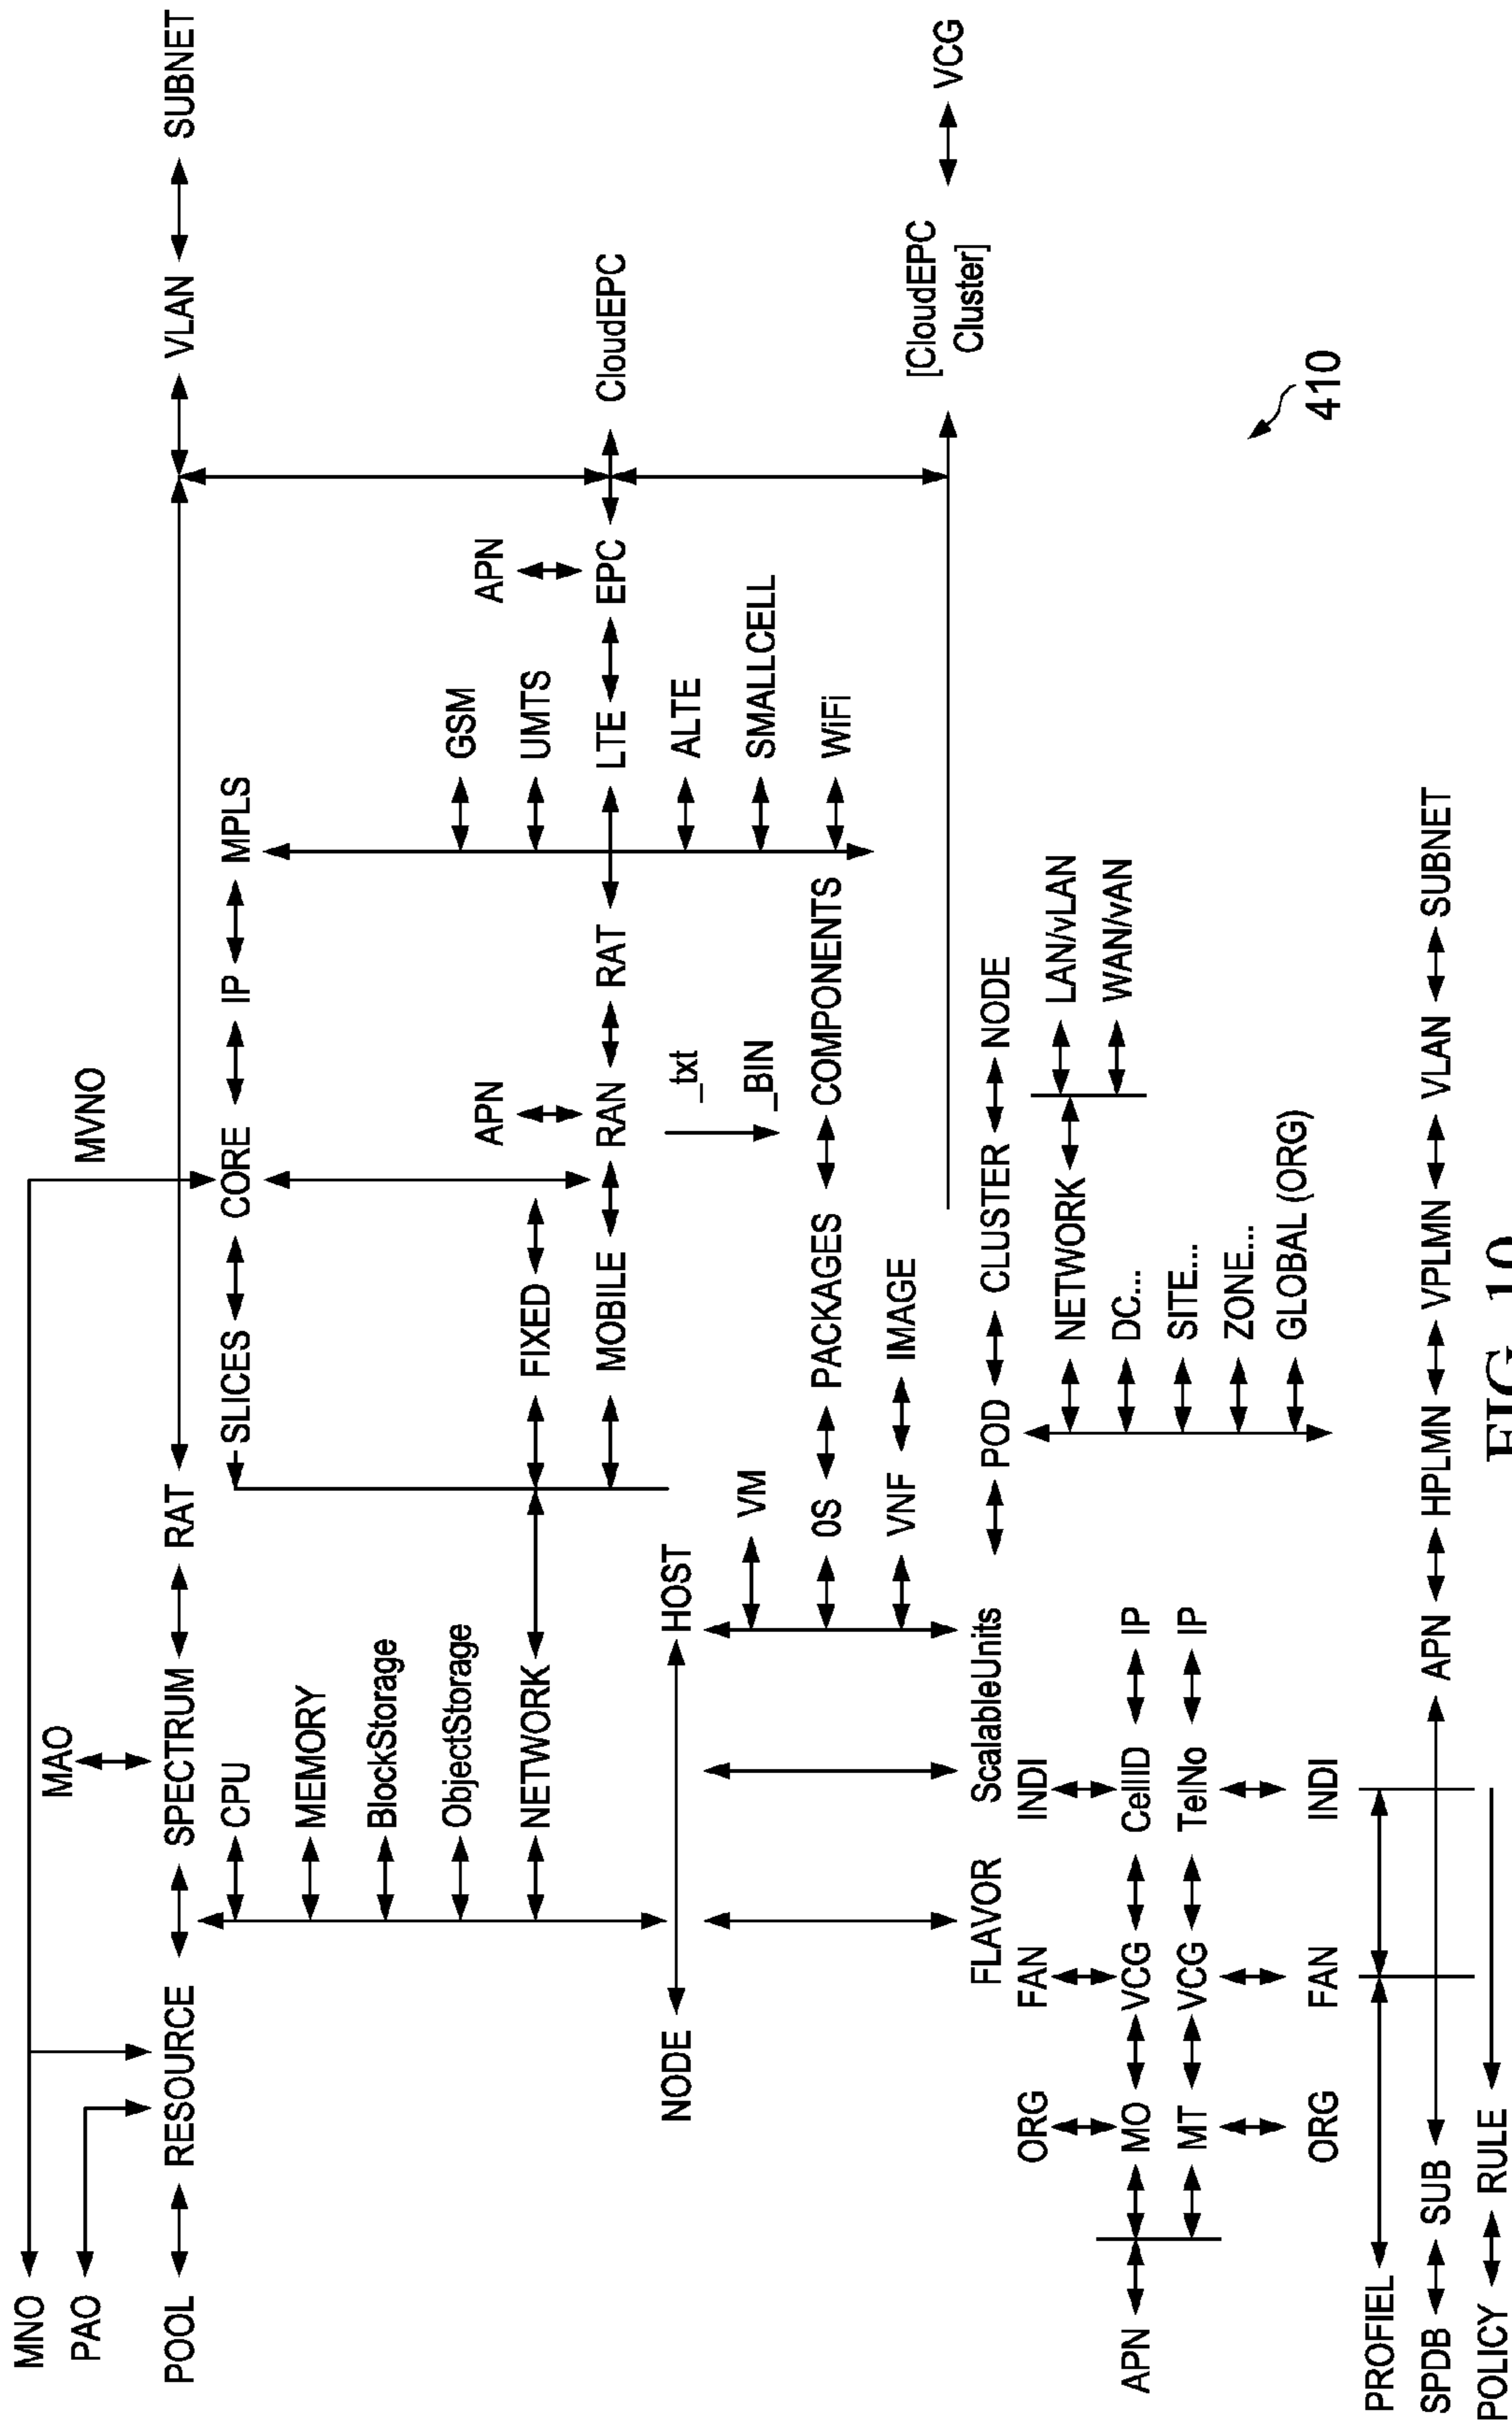 MNO
MAO
PAO MVNO
POOL RESOURCE SPECTRUM RAT VLAN SUBNET
CPU SLICES CORE IP MPLS
MEMORY
BlockStorage
ObjectStorage GSM
APN APN
NETWORK FIXED UMTS
MOBILE RAN RAT LTE EPC CloudEPC
NODE HOST _txt ALTE
VM _BIN SMALLCELL
0S PACKAGES COMPONENTS WiFi
VNF IMAGE
[CloudEPC VCG
Cluster]
FLAVOR ScalableUnits POD CLUSTER NODE
ORG FAN INDI
NETWORK LAN/vLAN
WAN/vAN
DC...
APN MO VCG CellID IP
SITE...
MT VCG TelNo IP
ZONE...
GLOBAL (ORG)
ORG FAN INDI
410
PROFIEL
SPDB SUB APN HPLMN VPLMN VLAN SUBNET
POLICY RULE
FIG. 10